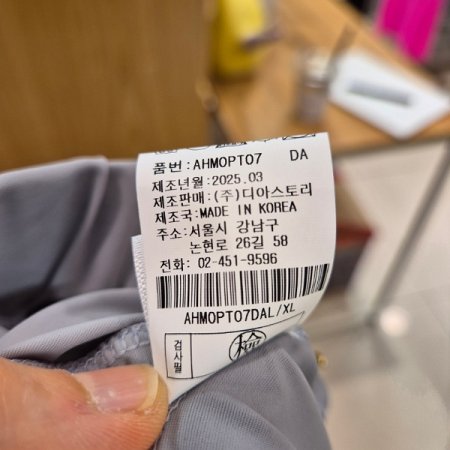 품번:AHMOPT07 DA
제조년월:2025.03
제조판매:(주)디아스토리
제조국:MADE IN KOREA
주소:서울시 강남구
논현로 26길 58
전화: 02-451-9596
AHMOPT07DAL/XL
검사필
檢